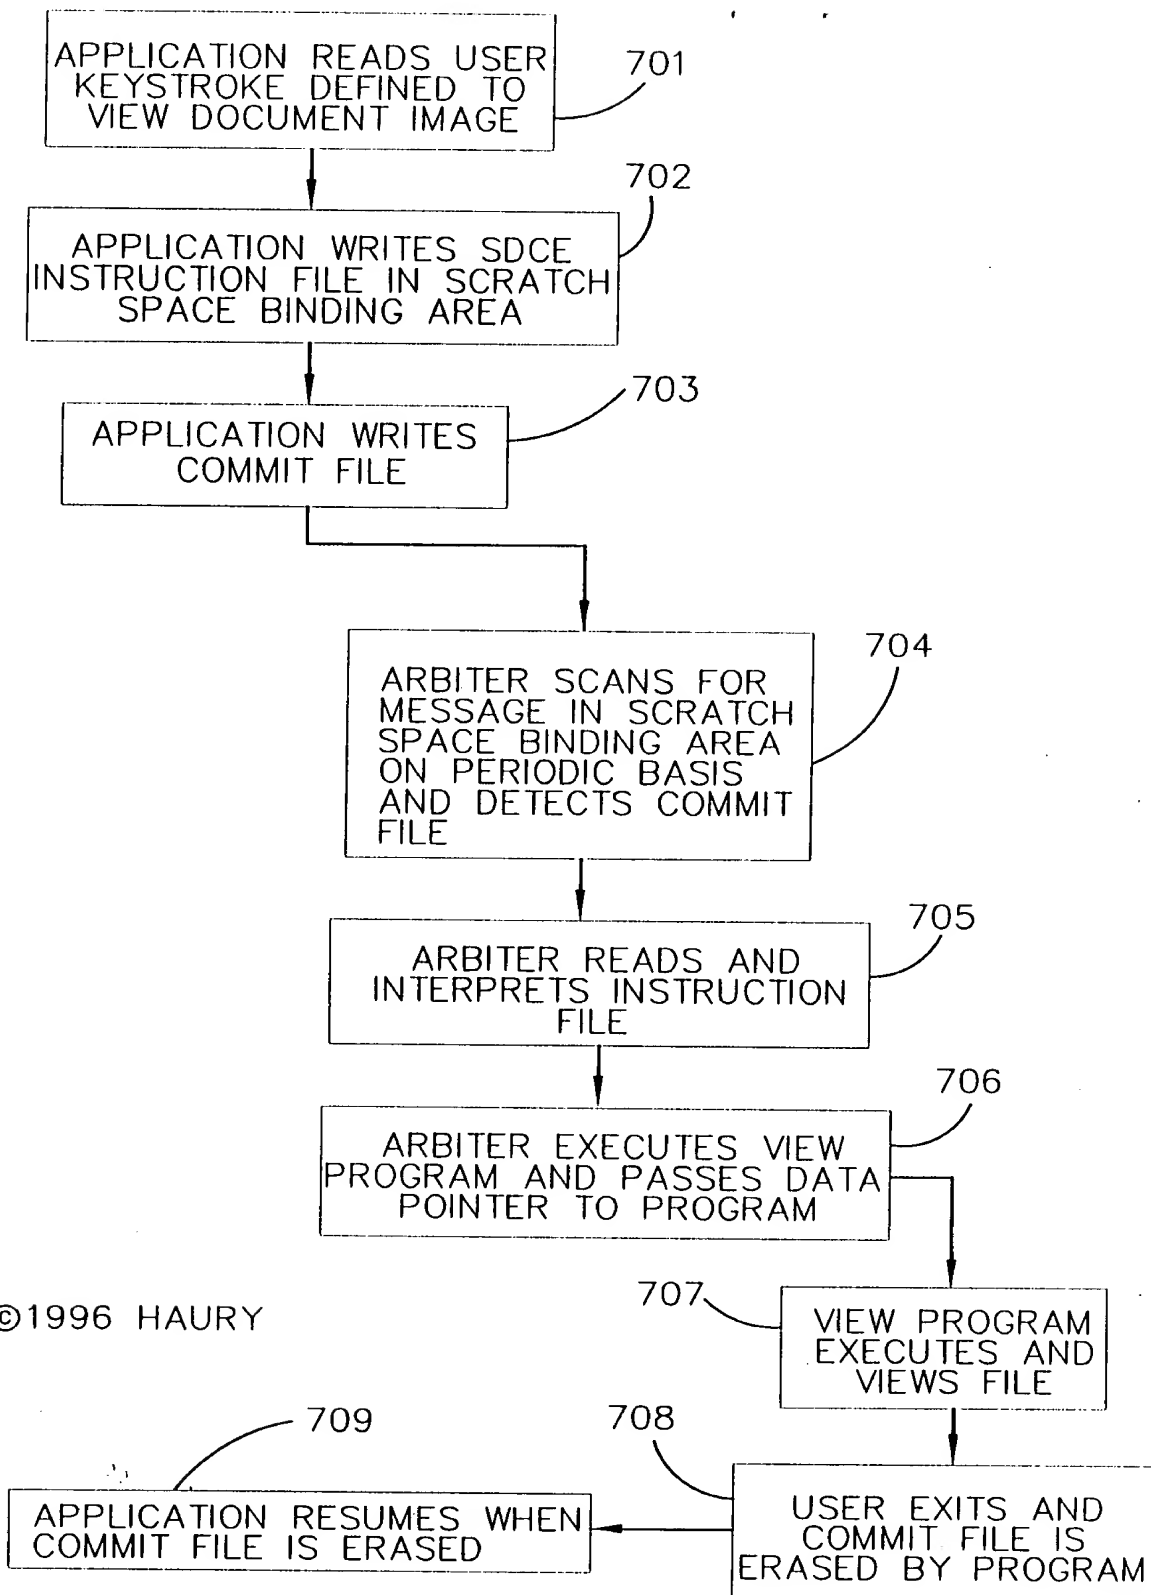 APPLICATION READS USER
KEYSTROKE DEFINED TO
VIEW DOCUMENT IMAGE
701
702
APPLICATION WRITES SDCE
INSTRUCTION FILE IN SCRATCH
SPACE BINDING AREA
703
APPLICATION WRITES
COMMIT FILE
704
ARBITER SCANS FOR
MESSAGE IN SCRATCH
SPACE BINDING AREA
ON PERIODIC BASIS
AND DETECTS COMMIT
FILE
705
ARBITER READS AND
INTERPRETS INSTRUCTION
FILE
706
ARBITER EXECUTES VIEW
PROGRAM AND PASSES DATA
POINTER TO PROGRAM
707
©1996 HAURY
VIEW PROGRAM
EXECUTES AND
VIEWS FILE
709
708
APPLICATION RESUMES WHEN
COMMIT FILE IS ERASED
USER EXITS AND
COMMIT FILE IS
ERASED BY PROGRAM